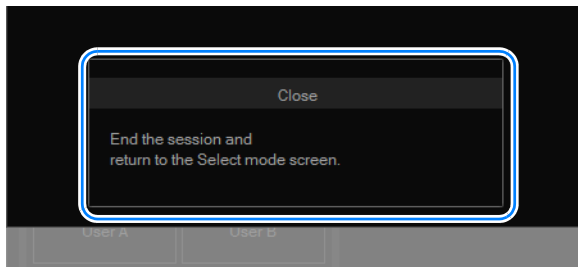 Close
End the session and
return to the Select mode screen.
User A User B